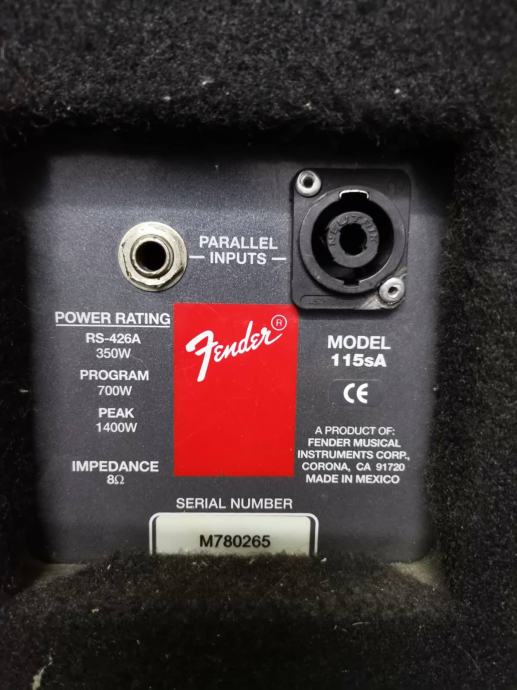 PARALLEL
INPUTS
NEUTRIK
POWER RATING
RS-426A
350W
PROGRAM
700W
PEAK
1400W
IMPEDANCE
8Ω
Fender®
MODEL
115sA
CE
A PRODUCT OF:
FENDER MUSICAL
INSTRUMENTS CORP.,
CORONA, CA 91720
MADE IN MEXICO
SERIAL NUMBER
M780265